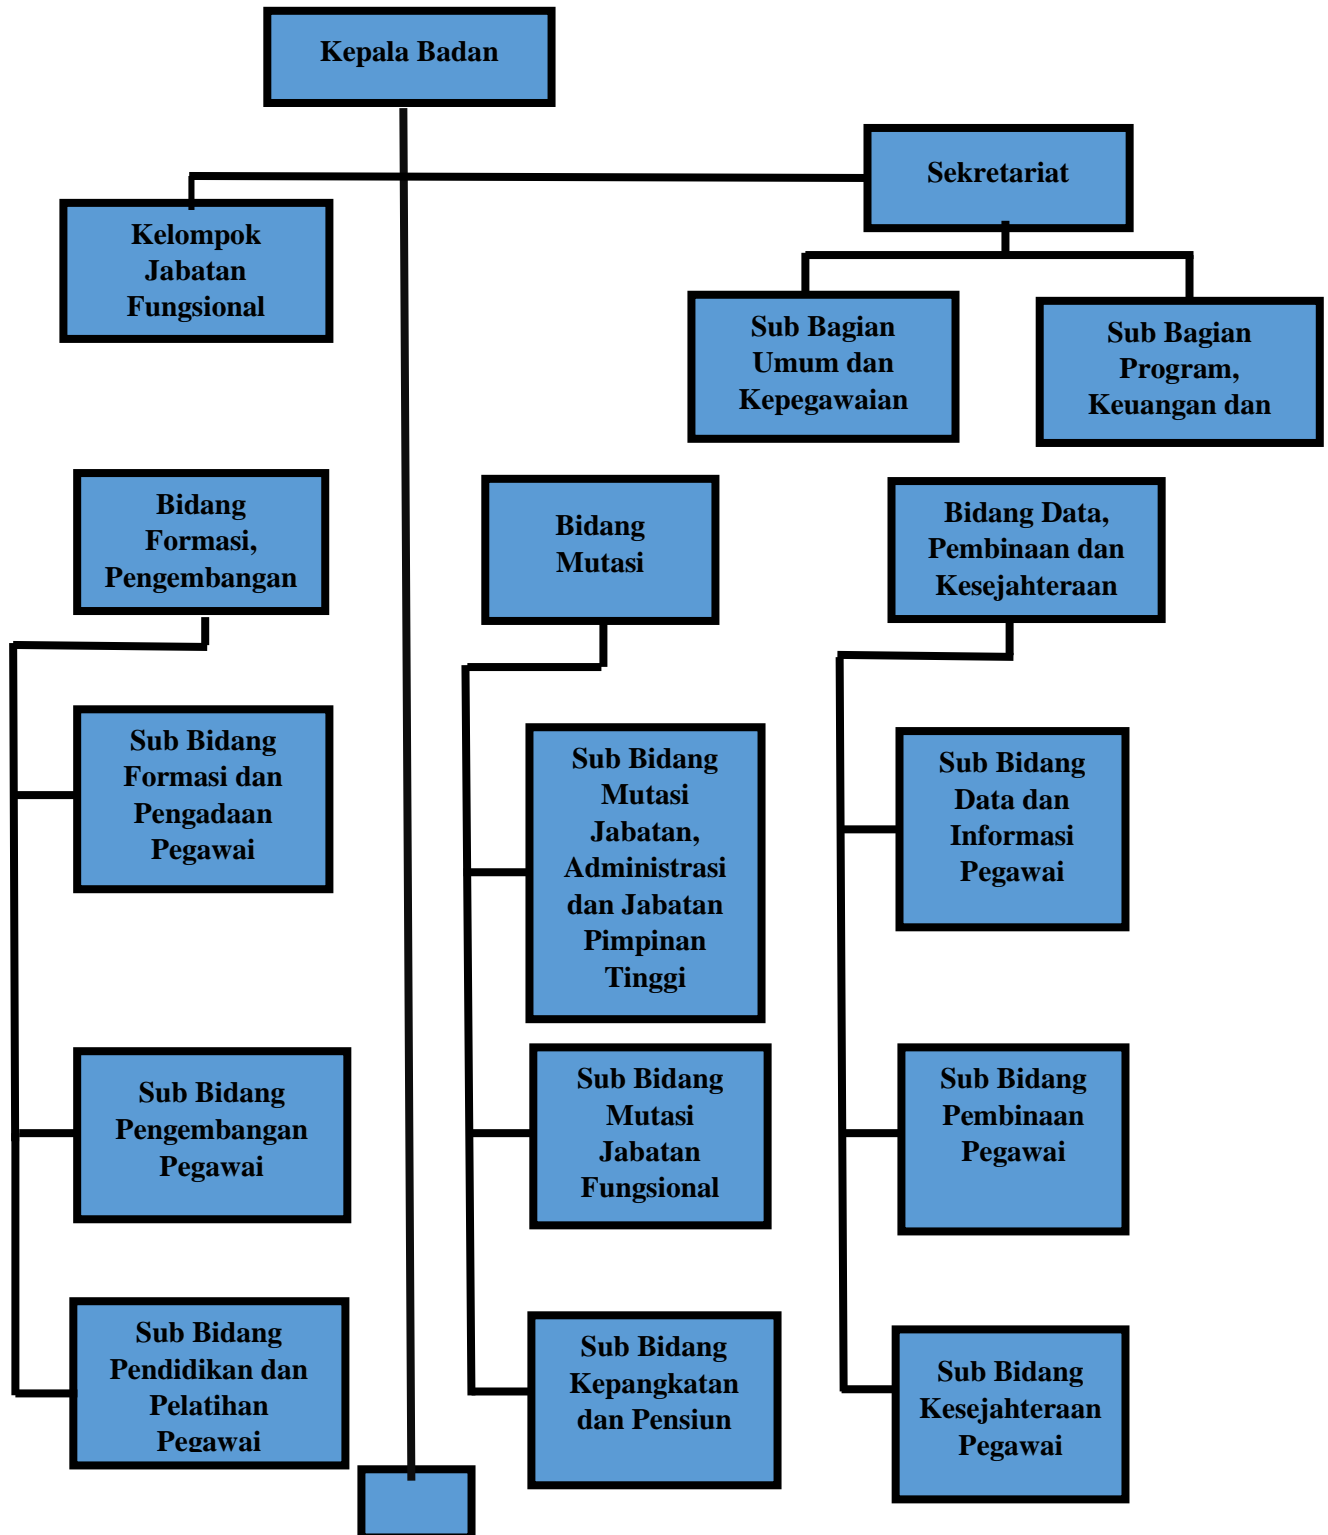 Kepala Badan
Sekretariat
Kelompok
Jabatan
Fungsional
Sub Bagian
Umum dan
Kepegawaian
Sub Bagian
Program,
Keuangan dan
Bidang
Formasi,
Pengembangan
Bidang
Mutasi
Bidang Data,
Pembinaan dan
Kesejahteraan
Sub Bidang
Formasi dan
Pengadaan
Pegawai
Sub Bidang
Mutasi
Jabatan,
Administrasi
dan Jabatan
Pimpinan
Tinggi
Sub Bidang
Data dan
Informasi
Pegawai
Sub Bidang
Pengembangan
Pegawai
Sub Bidang
Mutasi
Jabatan
Fungsional
Sub Bidang
Pembinaan
Pegawai
Sub Bidang
Pendidikan dan
Pelatihan
Pegawai
Sub Bidang
Kepangkatan
dan Pensiun
Sub Bidang
Kesejahteraan
Pegawai